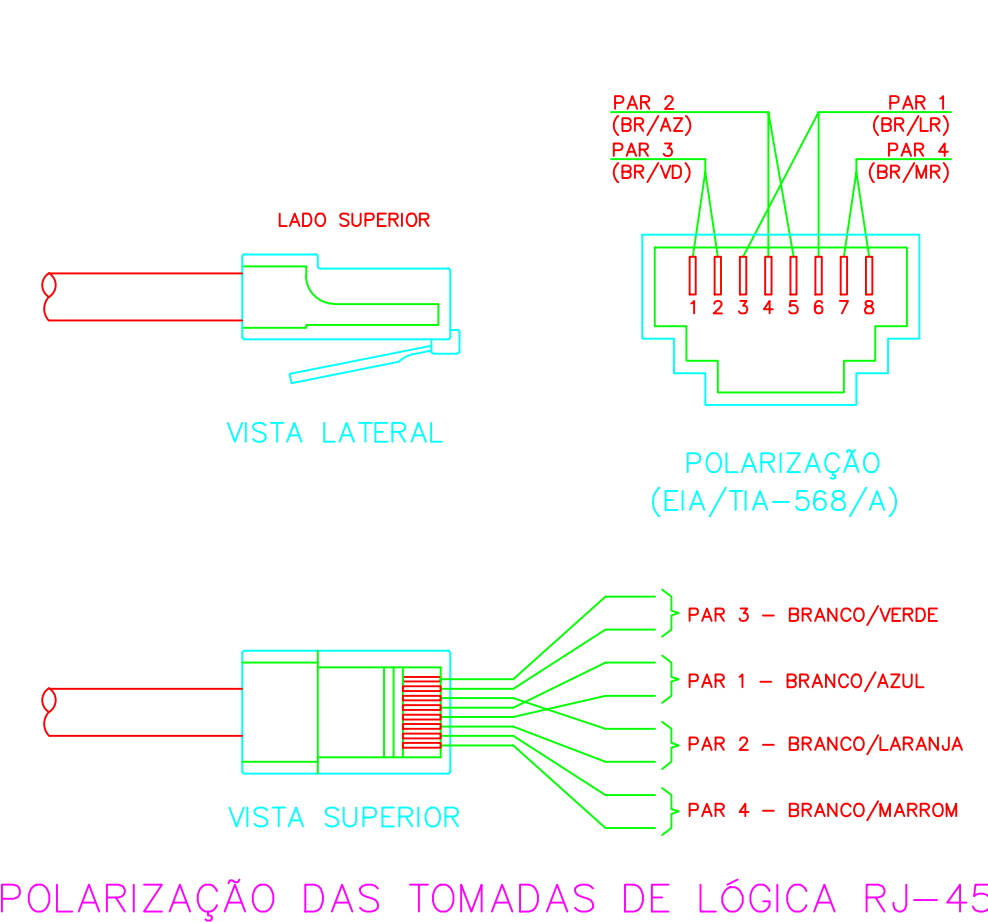 PAR 2
(BR/AZ)
PAR 3
(BR/VD)
PAR 1
(BR/LR)
PAR 4
(BR/MR)
LADO SUPERIOR
1 2 3 4 5 6 7 8
VISTA LATERAL
POLARIZAÇÃO
(EIA/TIA-568/A)
PAR 3 - BRANCO/VERDE
PAR 1 - BRANCO/AZUL
PAR 2 - BRANCO/LARANJA
PAR 4 - BRANCO/MARROM
VISTA SUPERIOR
POLARIZAÇÃO DAS TOMADAS DE LÓGICA RJ-45